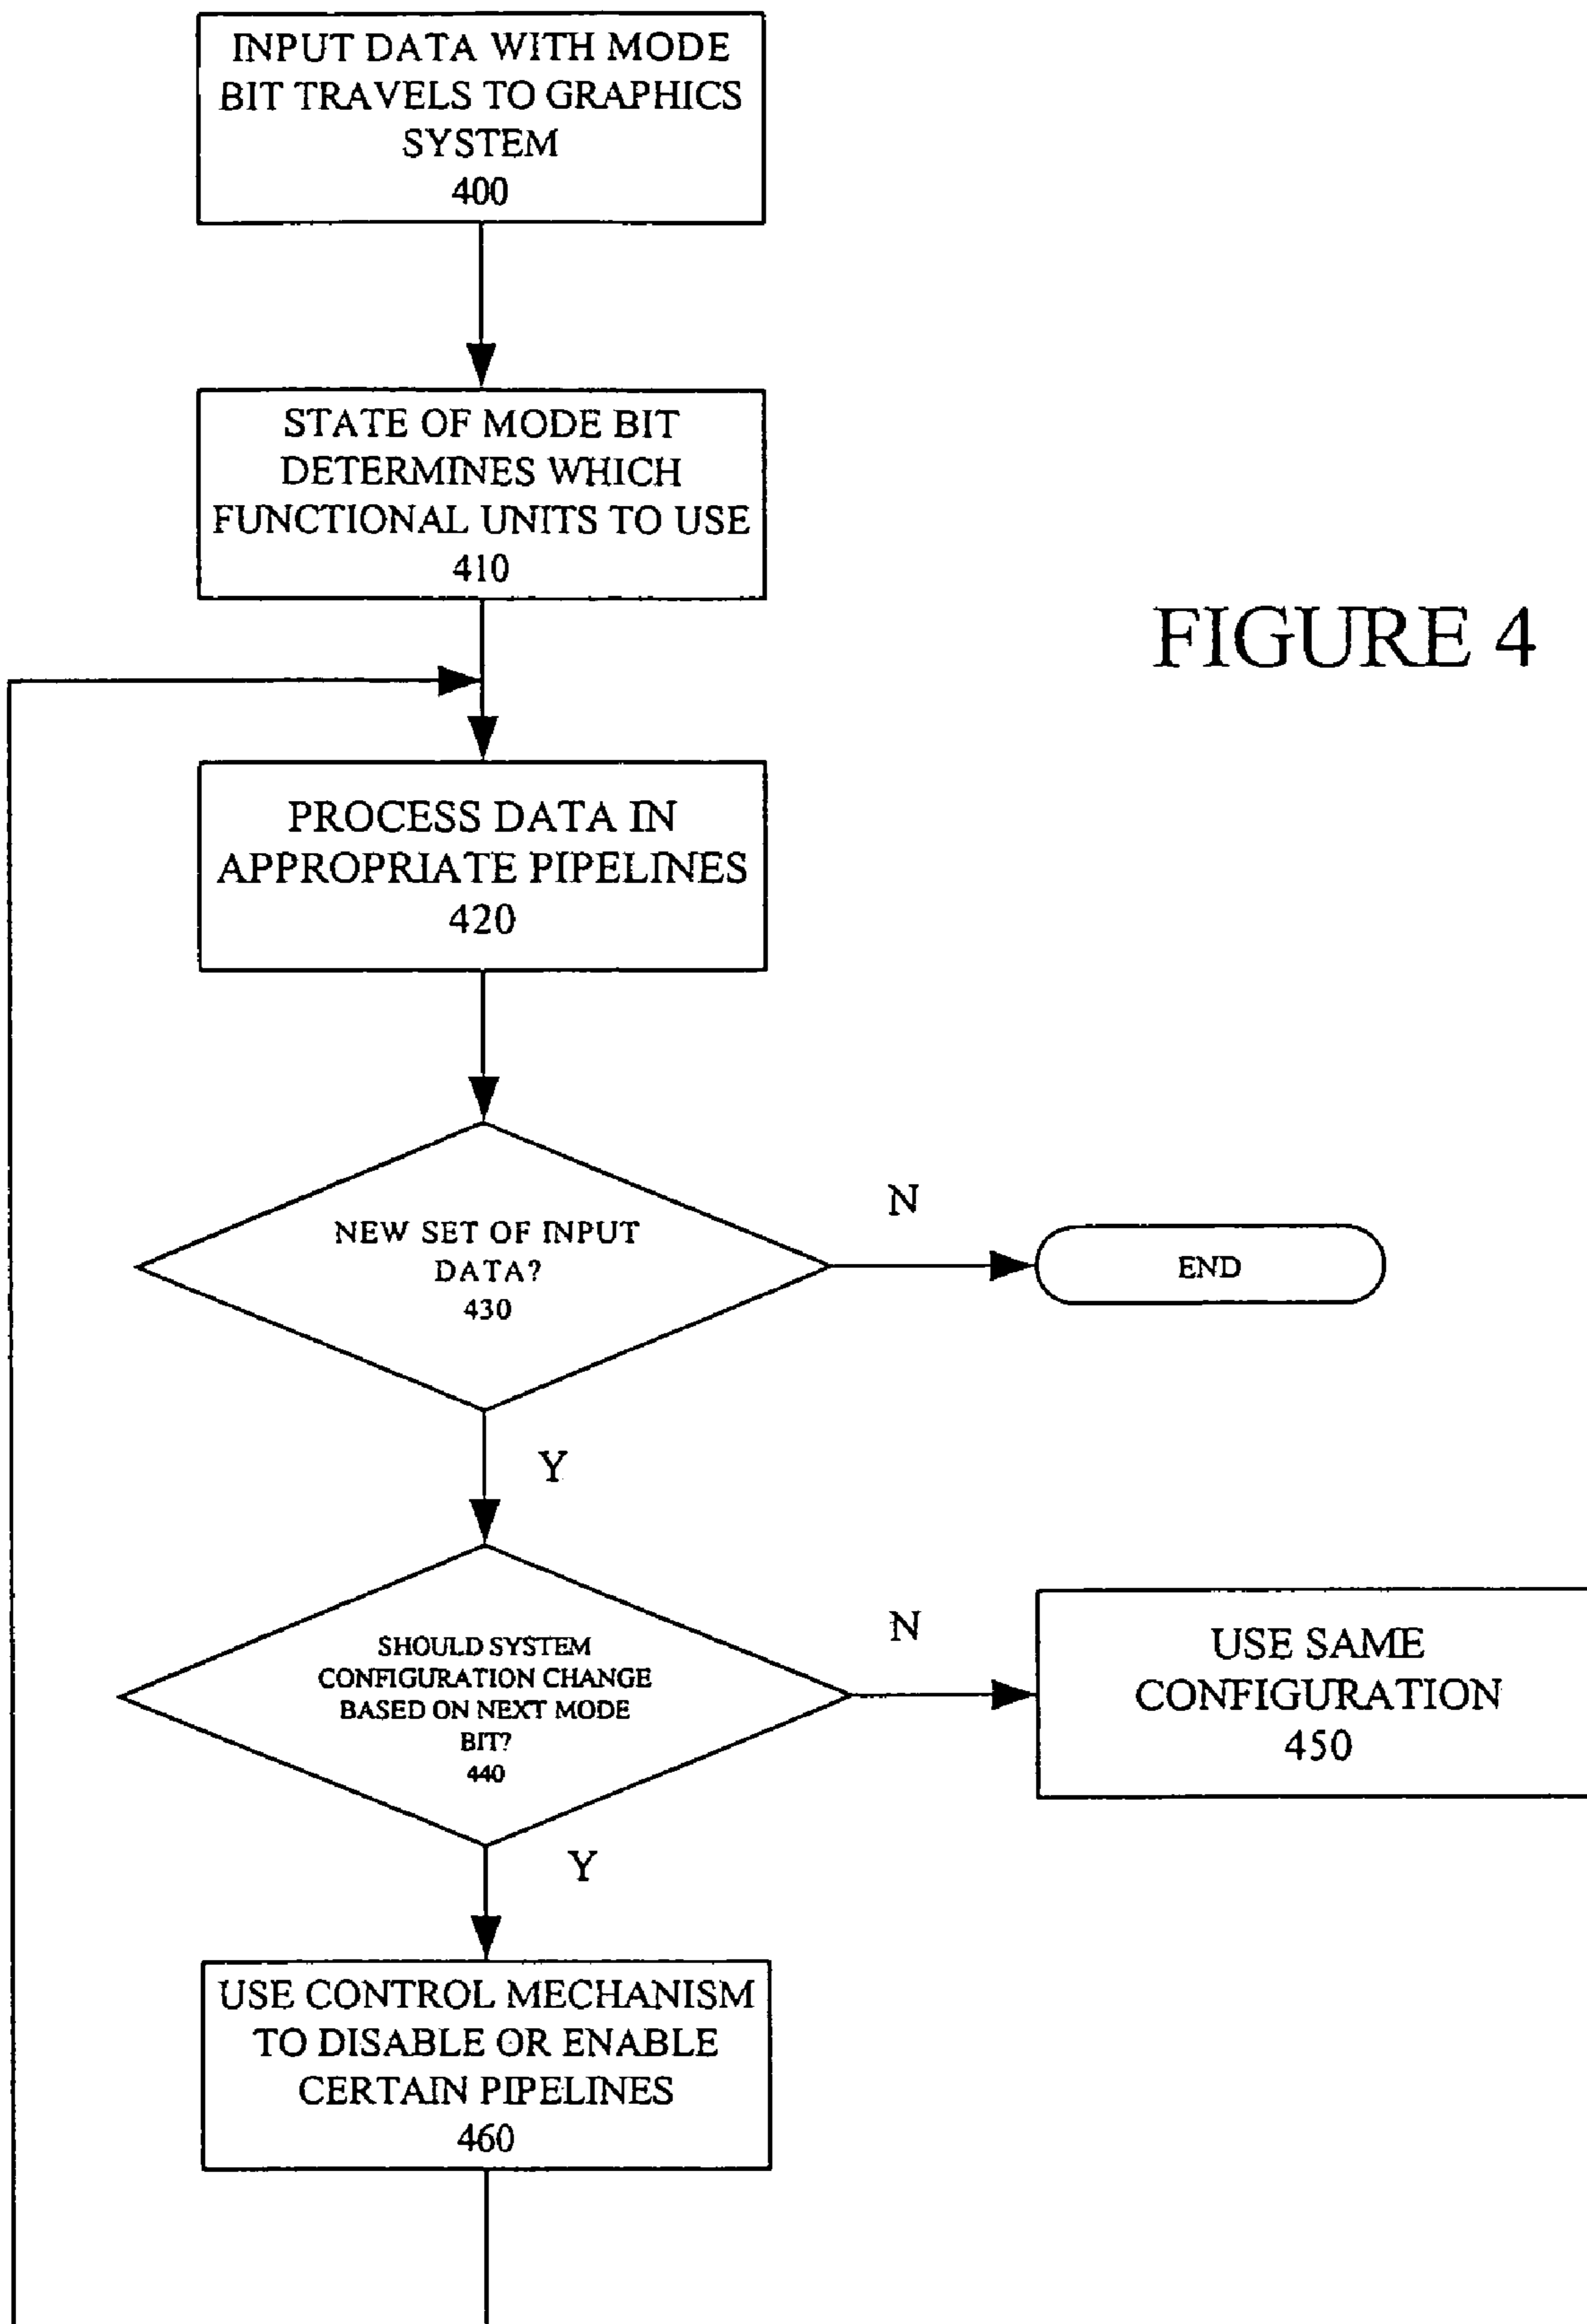 INPUT DATA WITH MODE
BIT TRAVELS TO GRAPHICS
SYSTEM
400
STATE OF MODE BIT
DETERMINES WHICH
FUNCTIONAL UNITS TO USE
410
FIGURE 4
PROCESS DATA IN
APPROPRIATE PIPELINES
420
NEW SET OF INPUT
DATA?
430
N
END
Y
SHOULD SYSTEM
CONFIGURATION CHANGE
BASED ON NEXT MODE
BIT?
440
N
USE SAME
CONFIGURATION
450
Y
USE CONTROL MECHANISM
TO DISABLE OR ENABLE
CERTAIN PIPELINES
460